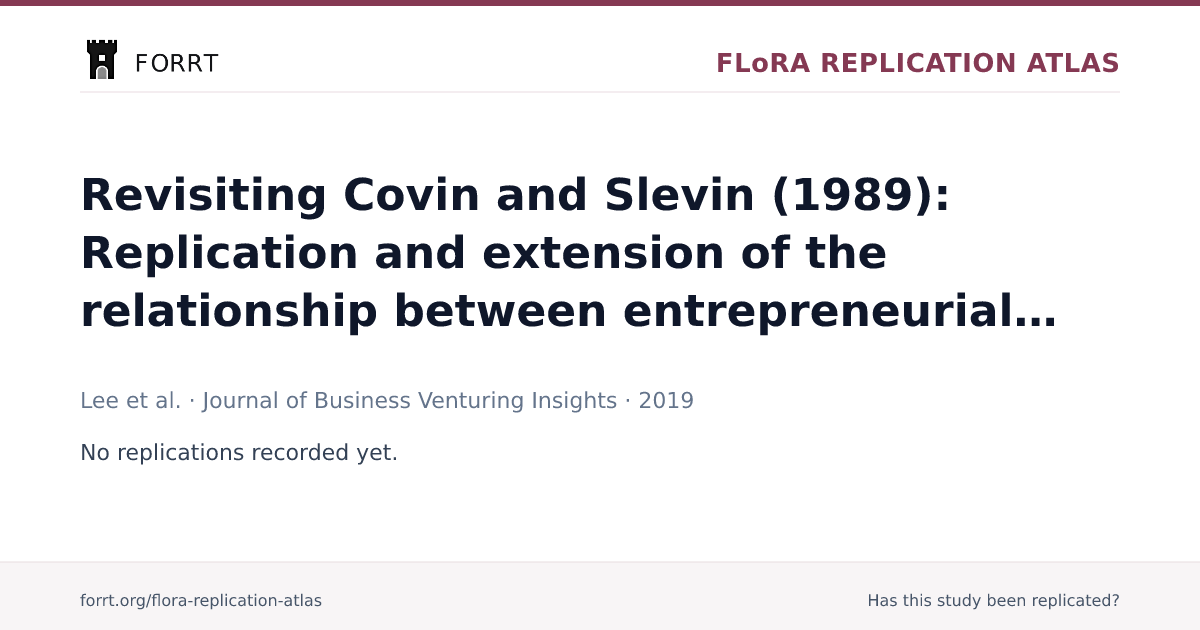 FORRT
FLoRA REPLICATION ATLAS
Revisiting Covin and Slevin (1989):
Replication and extension of the
relationship between entrepreneurial…
Lee et al. · Journal of Business Venturing Insights · 2019
No replications recorded yet.
forrt.org/flora-replication-atlas
Has this study been replicated?